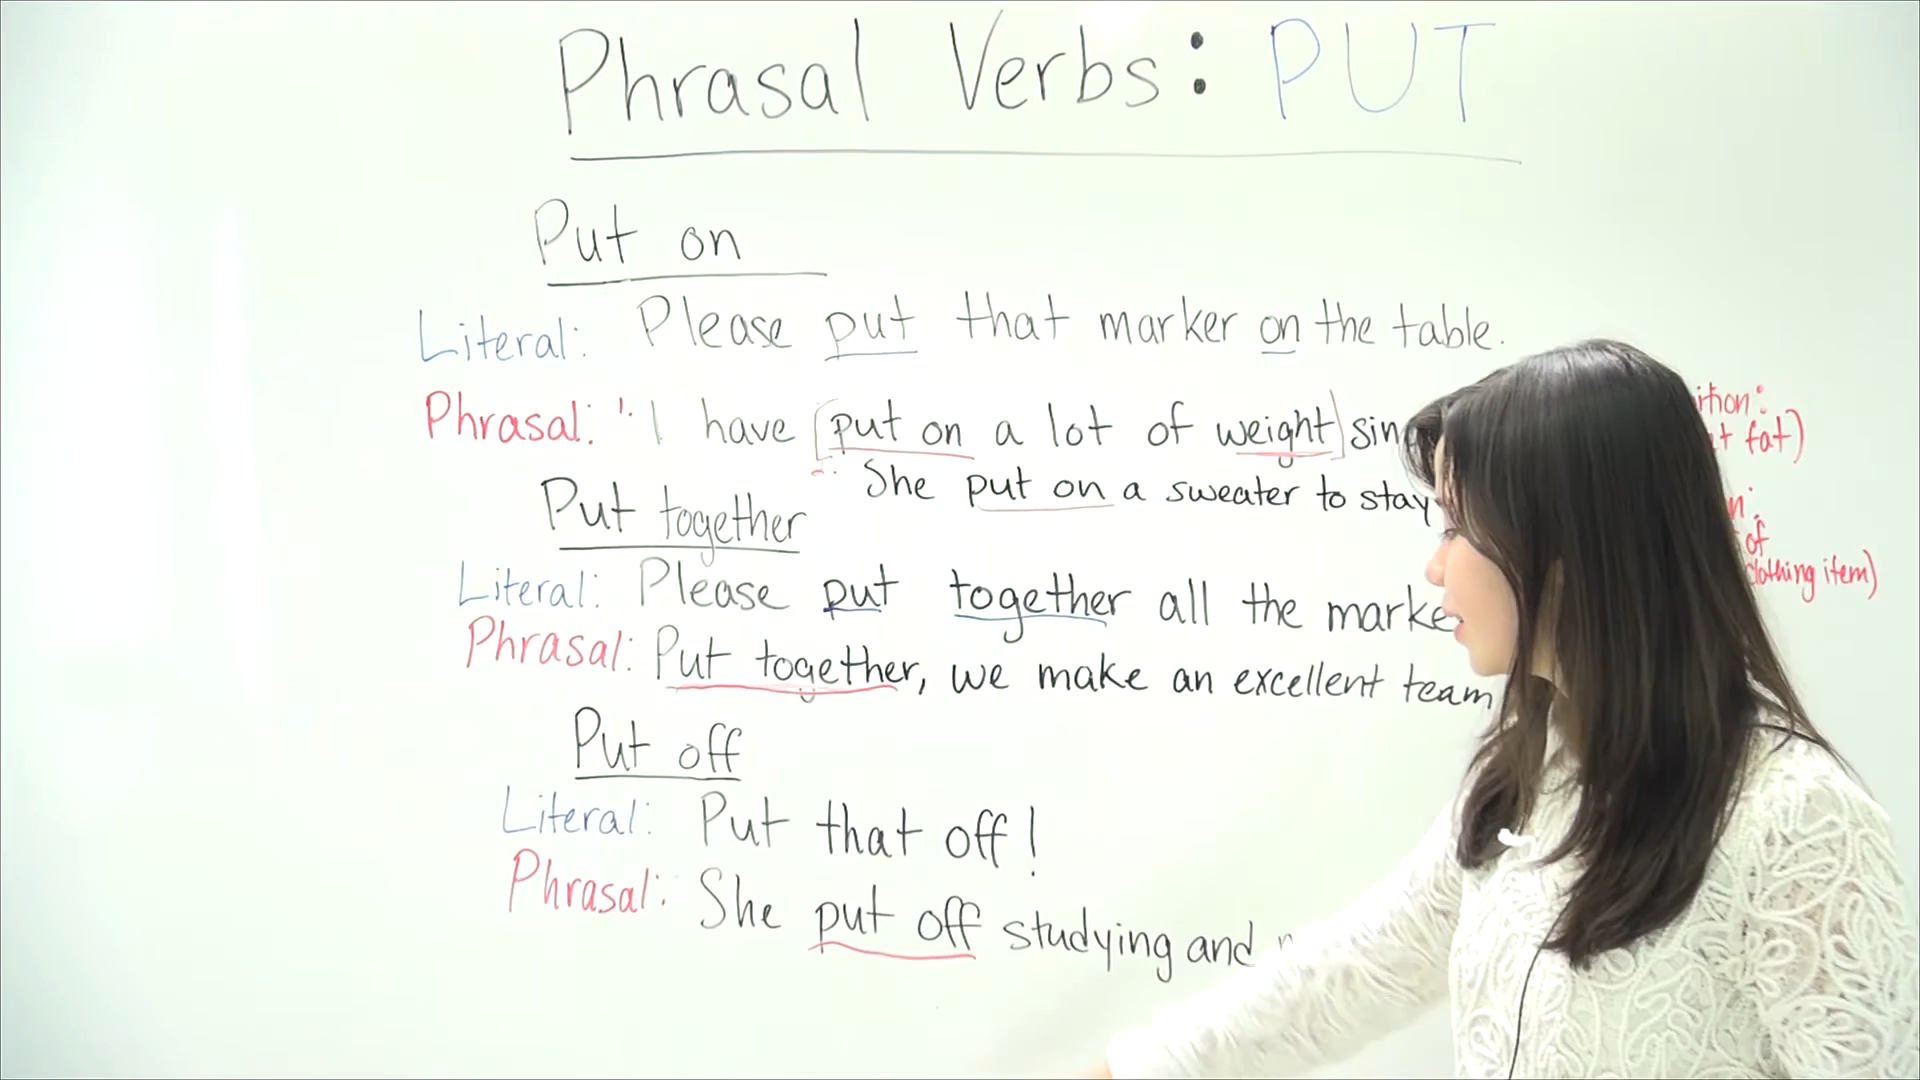 Phrasal Verbs: PUT
Put on
Literal: Please put that marker on the table.
Phrasal: 1. I have put on a lot of weight
fat)
2. She put on a sweater to stay
of
clothing item)
Put together
Literal: Please put together all the
Phrasal: Put together, we make an excellent team
Put off
Literal: Put that off!
Phrasal: She put off studying and